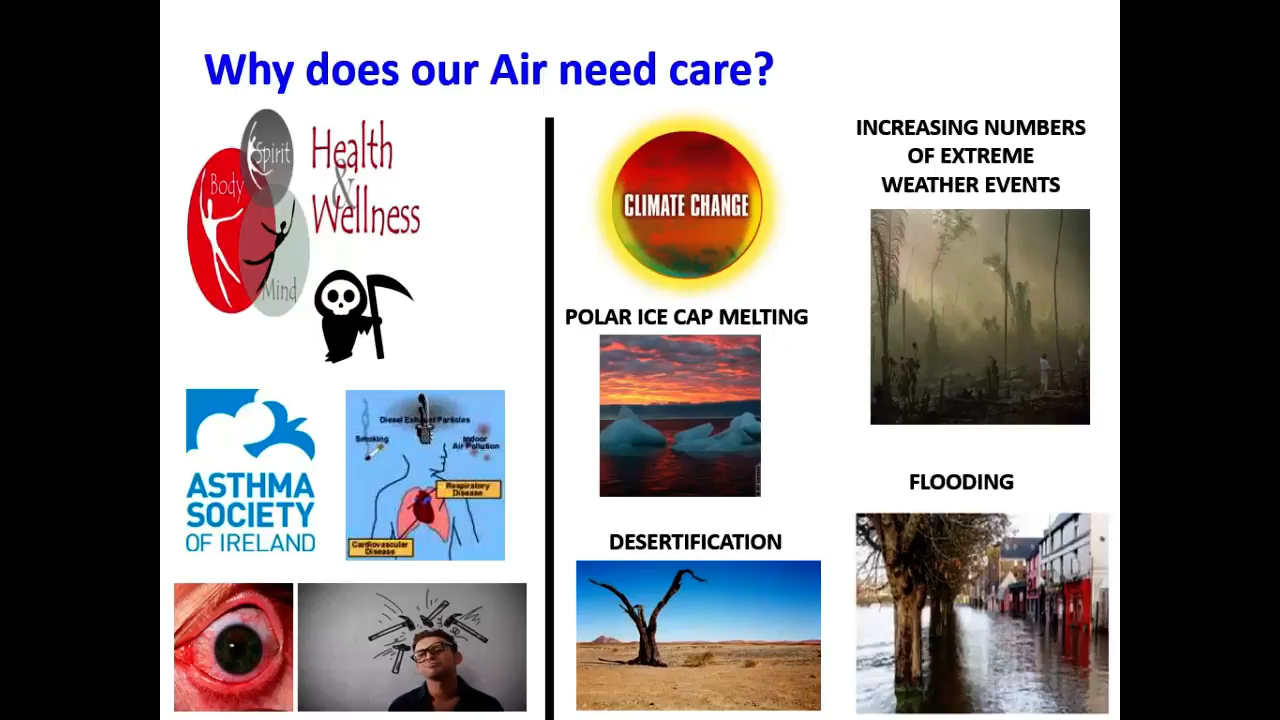 Why does our Air need care?
Spirit
Body
Mind
Health
&
Wellness
ASTHMA
SOCIETY
OF IRELAND
Diesel Exhaust Particles
Smoking
Indoor
Air Pollution
Respiratory
Disease
Cardiovascular
Disease
CLIMATE CHANGE
POLAR ICE CAP MELTING
DESERTIFICATION
INCREASING NUMBERS
OF EXTREME
WEATHER EVENTS
FLOODING